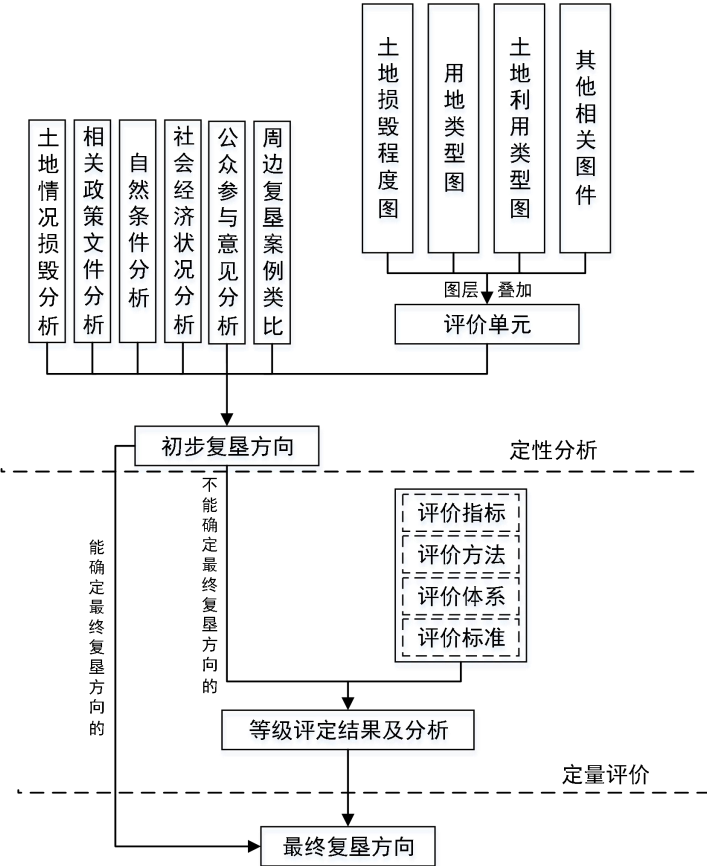 土地损毁程度图
用地类型图
土地利用类型图
其他相关图件
土地情况损毁分析
相关政策文件分析
自然条件分析
社会经济状况分析
公众参与意见分析
周边复垦案例类比
图层 叠加
评价单元
初步复垦方向
定性分析
不能确定最终复垦方向的
能确定最终复垦方向的
评价指标
评价方法
评价体系
评价标准
等级评定结果及分析
定量评价
最终复垦方向